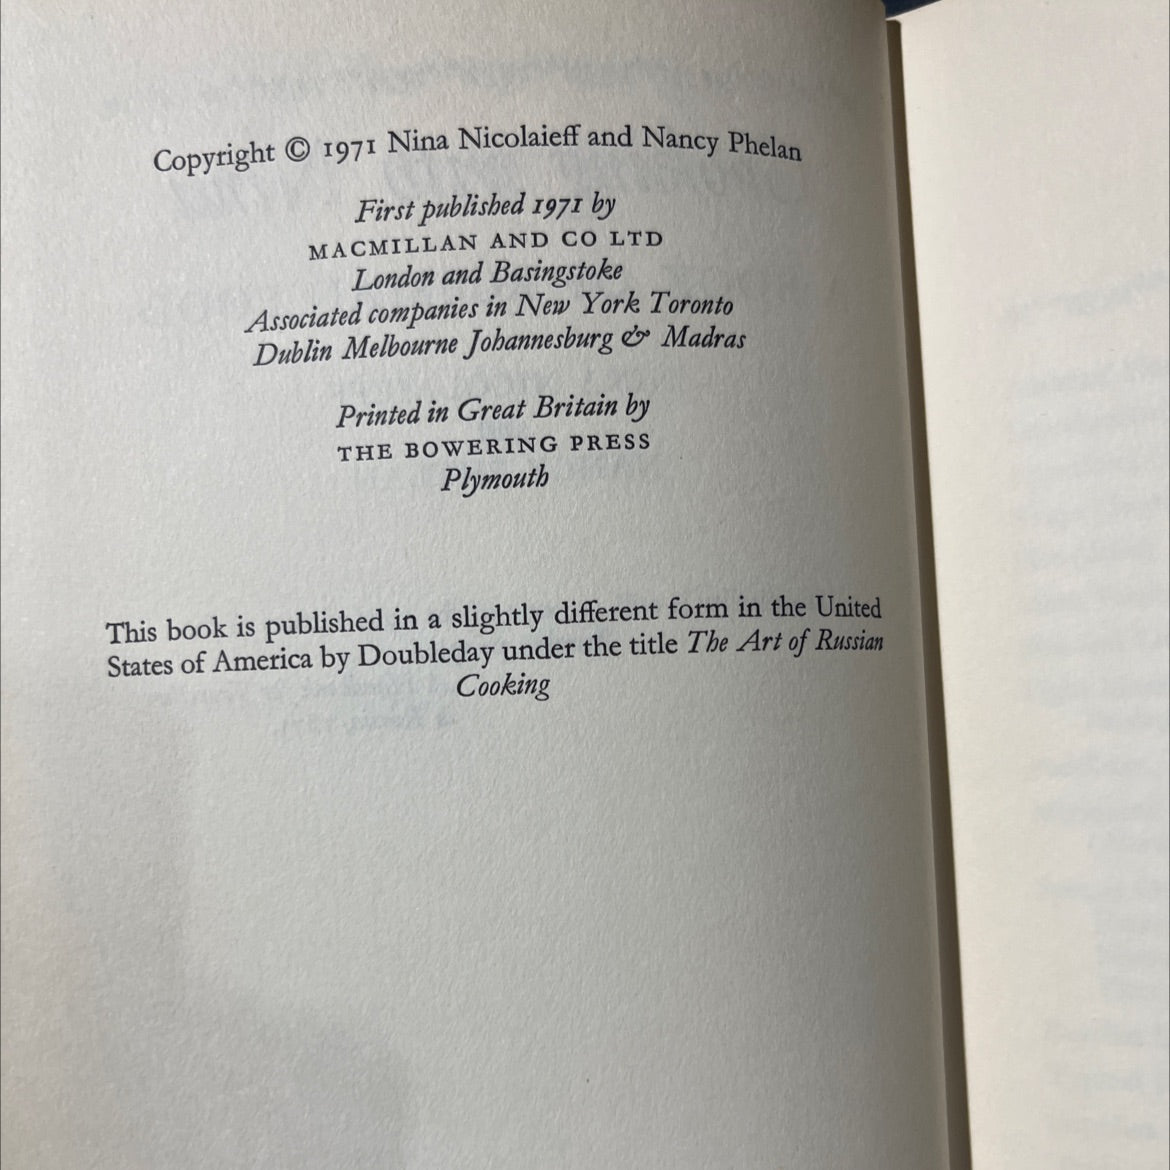 Copyright © 1971 Nina Nicolaieff and Nancy Phelan
First published 1971 by
MACMILLAN AND CO LTD
London and Basingstoke
Associated companies in New York Toronto
Dublin Melbourne Johannesburg & Madras
Printed in Great Britain by
THE BOWERING PRESS
Plymouth
This book is published in a slightly different form in the United
States of America by Doubleday under the title The Art of Russian
Cooking